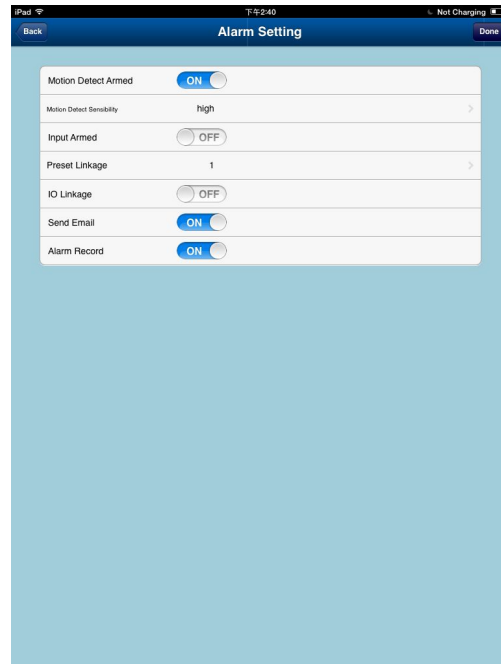 iPad 下午2:40 Not Charging
Back Alarm Setting Done
Motion Detect Armed ON
Motion Detect Sensibility high
Input Armed OFF
Preset Linkage 1
IO Linkage OFF
Send Email ON
Alarm Record ON